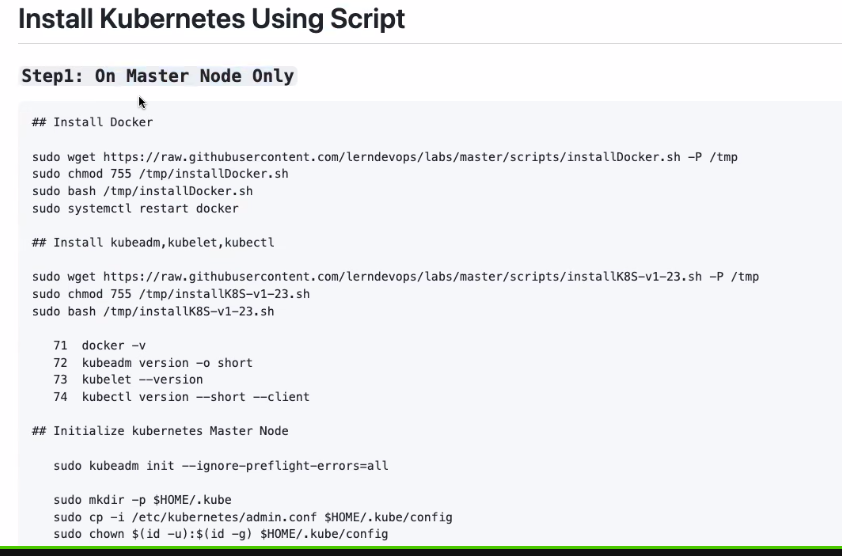 Install Kubernetes Using Script
Step1: On Master Node Only
## Install Docker
sudo wget https://raw.githubusercontent.com/lerndevops/labs/master/scripts/installDocker.sh -P /tmp
sudo chmod 755 /tmp/installDocker.sh
sudo bash /tmp/installDocker.sh
sudo systemctl restart docker
## Install kubeadm,kubelet,kubectl
sudo wget https://raw.githubusercontent.com/lerndevops/labs/master/scripts/installK8S-v1-23.sh -P /tmp
sudo chmod 755 /tmp/installK8S-v1-23.sh
sudo bash /tmp/installK8S-v1-23.sh
71 docker -v
72 kubeadm version -o short
73 kubelet --version
74 kubectl version --short --client
## Initialize kubernetes Master Node
sudo kubeadm init --ignore-preflight-errors=all
sudo mkdir -p $HOME/.kube
sudo cp -i /etc/kubernetes/admin.conf $HOME/.kube/config
sudo chown $(id -u):$(id -g) $HOME/.kube/config